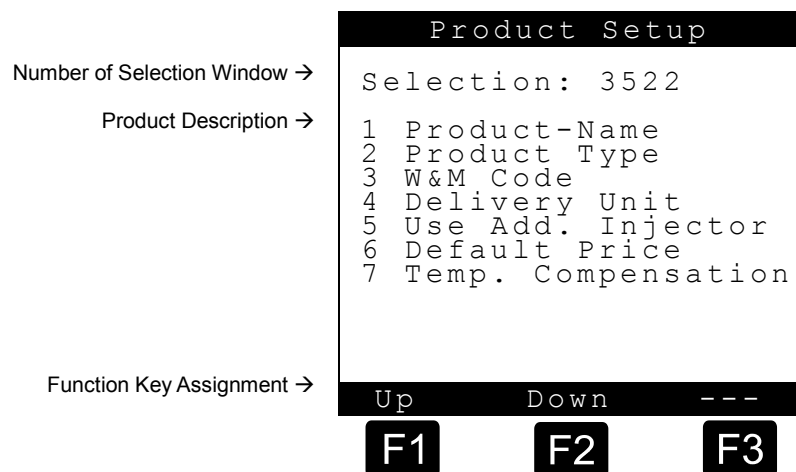 Product Setup
Number of Selection Window →
Selection: 3522
Product Description →
1 Product-Name
2 Product Type
3 W&M Code
4 Delivery Unit
5 Use Add. Injector
6 Default Price
7 Temp. Compensation
Function Key Assignment →
Up Down ---
F1 F2 F3